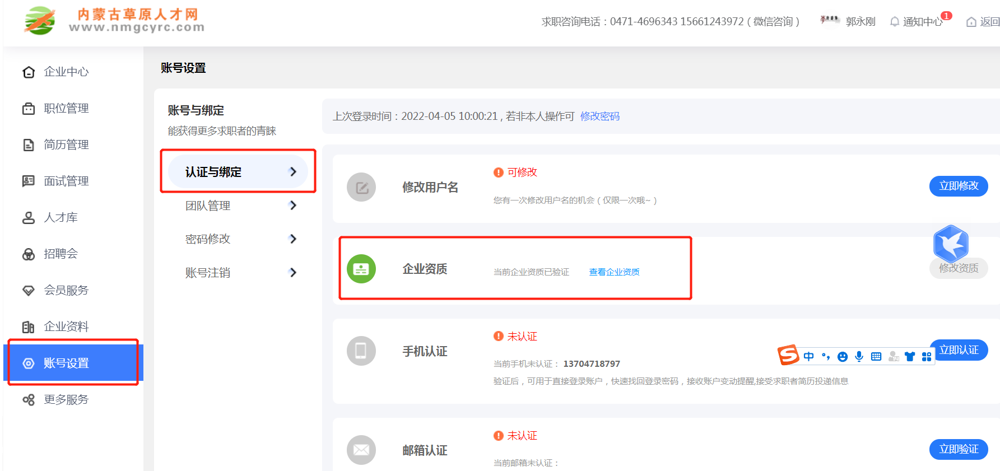 内蒙古草原人才网
www.nmgcyrc.com
求职咨询电话：0471-4696343 15661243972（微信咨询）
郭永刚
通知中心
1
返回
企业中心
职位管理
简历管理
面试管理
人才库
招聘会
会员服务
企业资料
账号设置
更多服务
账号设置
账号与绑定
能获得更多求职者的青睐
认证与绑定
团队管理
密码修改
账号注销
上次登录时间：2022-04-05 10:00:21 , 若非本人操作可 修改密码
修改用户名
可修改
您有一次修改用户名的机会（仅限一次哦~ ）
立即修改
企业资质
当前企业资质已验证 查看企业资质
修改资质
手机认证
未认证
当前手机未认证： 13704718797
验证后，可用于直接登录账户，快速找回登录密码，接收账户变动提醒,接受求职者简历投递信息
S 中 °,
立即认证
邮箱认证
未认证
当前邮箱未认证：
立即验证